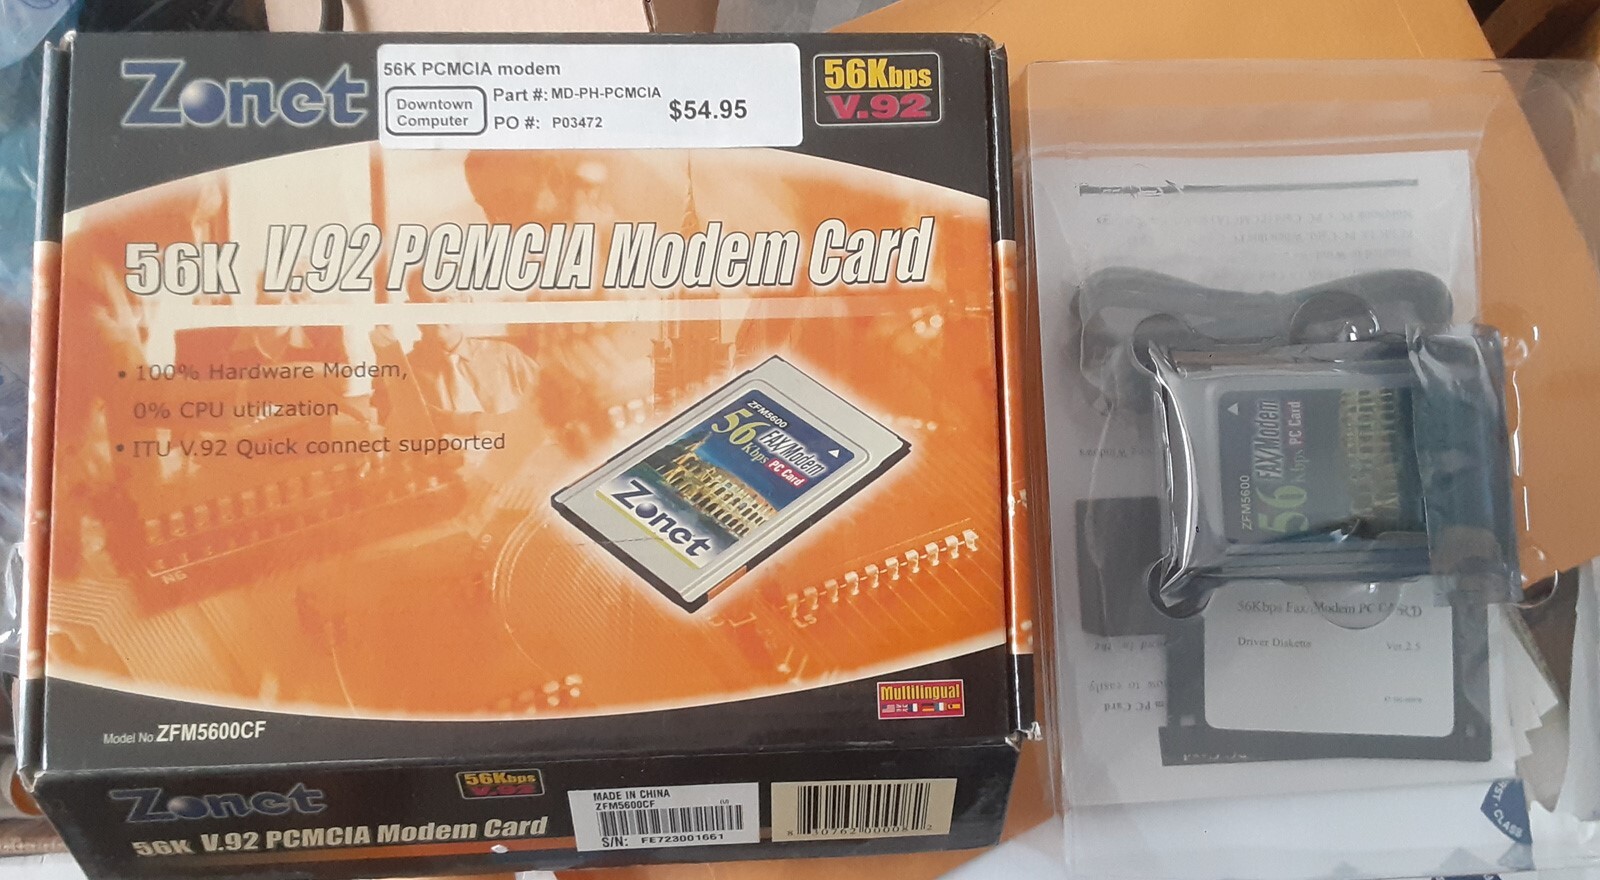 Zonet
56K PCMCIA modem
Downtown
Computer
Part #: MD-PH-PCMCIA
PO #: P03472
$54.95
56Kbps
V.92
56K V.92 PCMCIA Modem Card
• 100% Hardware Modem,
0% CPU utilization
• ITU V.92 Quick connect supported
ZFM5600
56 Kbps
FAX/Modem
PC Card
Zonet
N6
Multilingual
Model No. ZFM5600CF
Zonet
56Kbps
V.92
56K V.92 PCMCIA Modem Card
MADE IN CHINA
ZFM5600CF
S/N: FE723001661
ZFM5600
56 Kbps
FAX/Modem
PC Card
56Kbps Fax/Modem PC CARD
Driver Diskette
Ver 2.5
CLASS